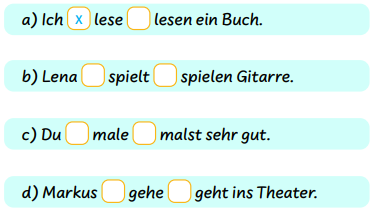 a) Ich x lese lesen ein Buch.
b) Lena spielt spielen Gitarre.
c) Du male malst sehr gut.
d) Markus gehe geht ins Theater.